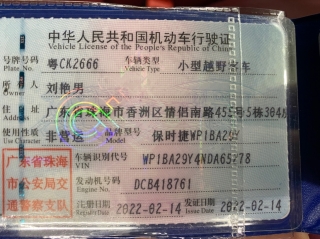 中华人民共和国机动车行驶证
Vehicle License of the People's Republic of China
号牌号码 粤CK2666 车辆类型 小型越野客车
Plate No. Vehicle Type
所有人 刘艳男
Owner
住址 广东省珠海市香洲区情侣南路455号5栋304房
Address
使用性质 非营运 品牌型号 保时捷WP1BA29Y
Use Character Model
广东省珠海
市公安局交
通警察支队
车辆识别代号 WP1BA29Y4NDA65278
VIN
发动机号码 DCB418761
Engine No.
注册日期 2022-02-14 发证日期 2022-02-14
Register Date Issue Date